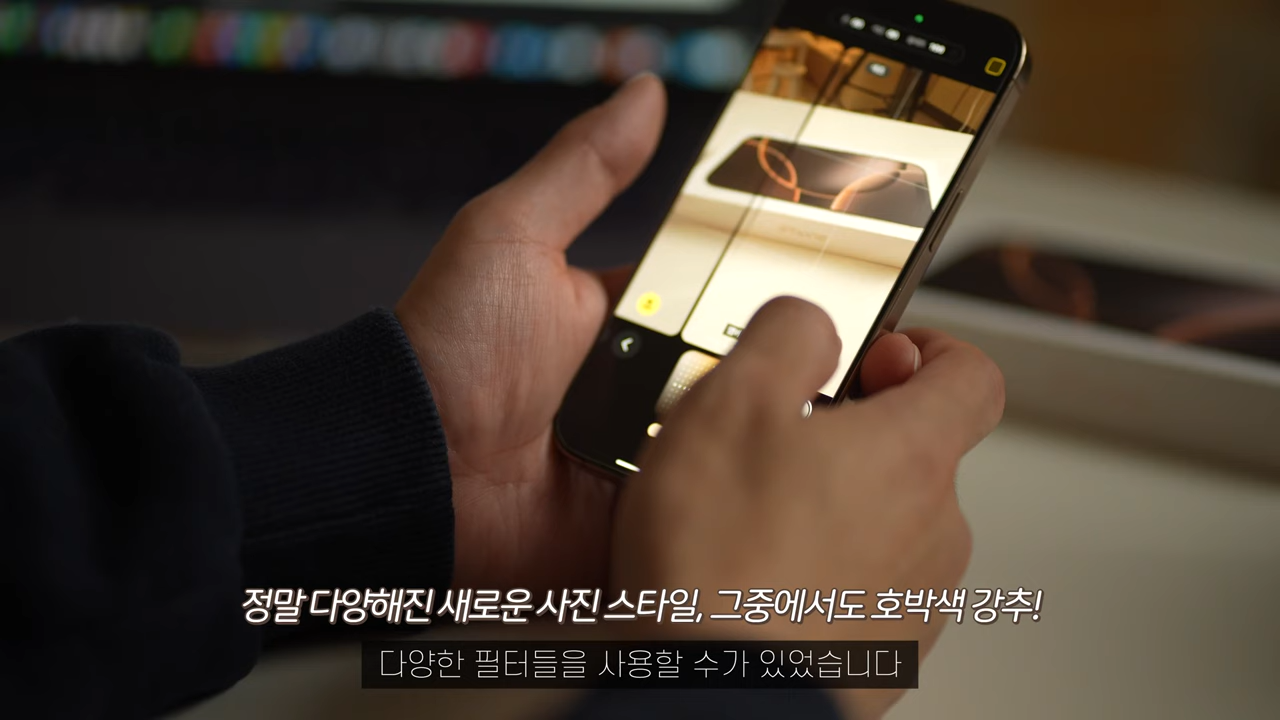 정말 다양해진 새로운 사진 스타일, 그중에서도 호박색 강추!
다양한 필터들을 사용할 수가 있었습니다